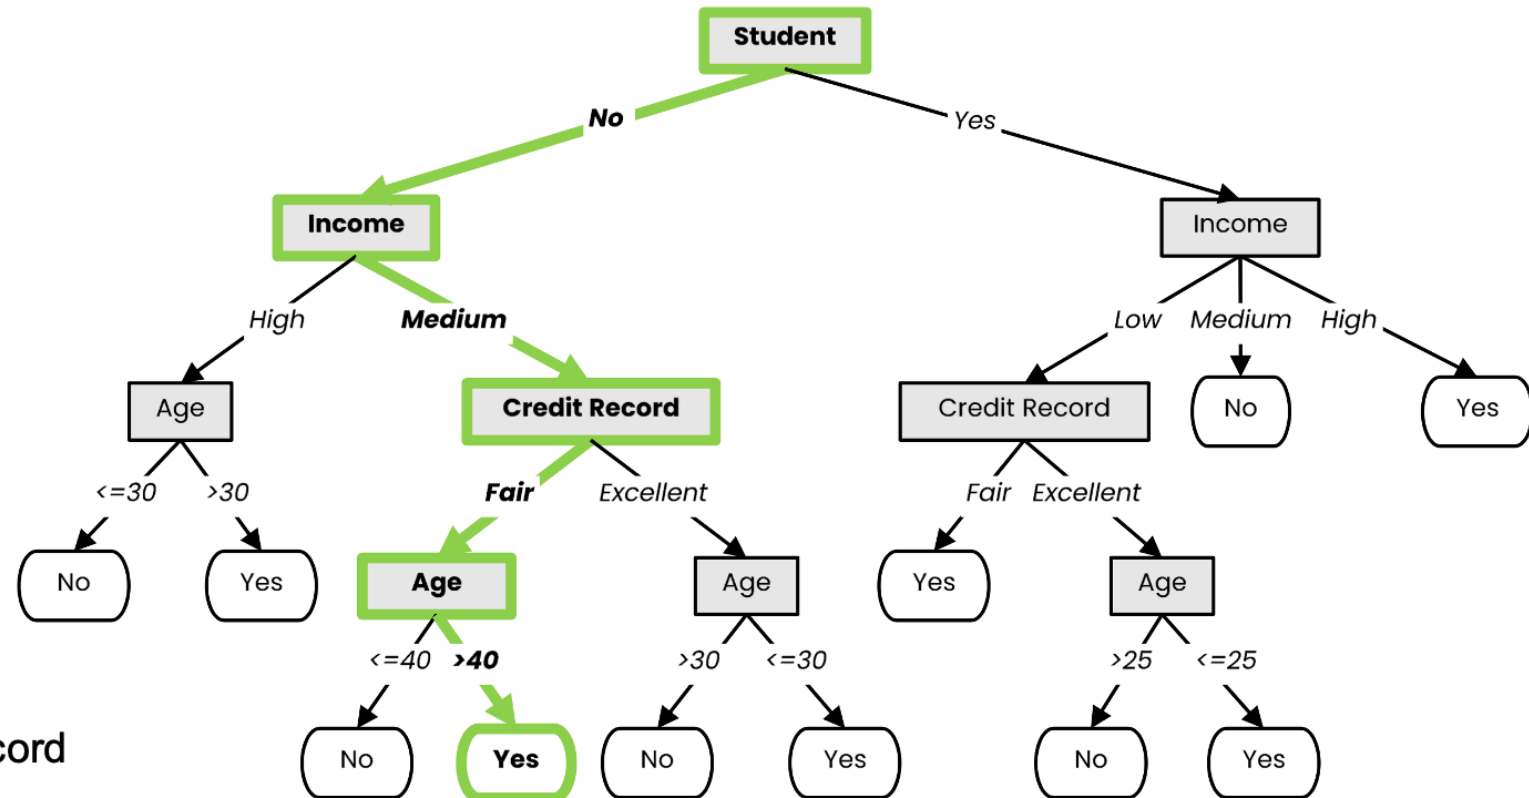 Student
No
Yes
Income
Income
High
Medium
Low
Medium
High
Age
Credit Record
Credit Record
No
Yes
<=30
>30
Fair
Excellent
Fair
Excellent
No
Yes
Age
Age
Yes
Age
<=40
>40
>30
<=30
>25
<=25
cord
No
Yes
No
Yes
No
Yes